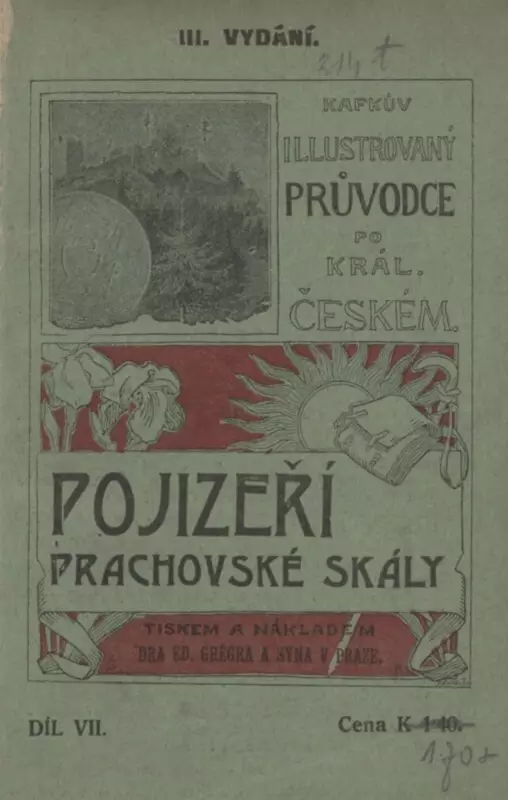 III. VYDÁNÍ.
KAFKŮV
ILLUSTROVANÝ
PRŮVODCE
PO
KRÁL.
ČESKÉM.
POJIZEŘÍ
PRACHOVSKÉ SKÁLY
TISKEM A NÁKLADEM
DRA ED. GRÉGRA A SYNA V PRAZE.
DÍL VII.
Cena K 1·40.